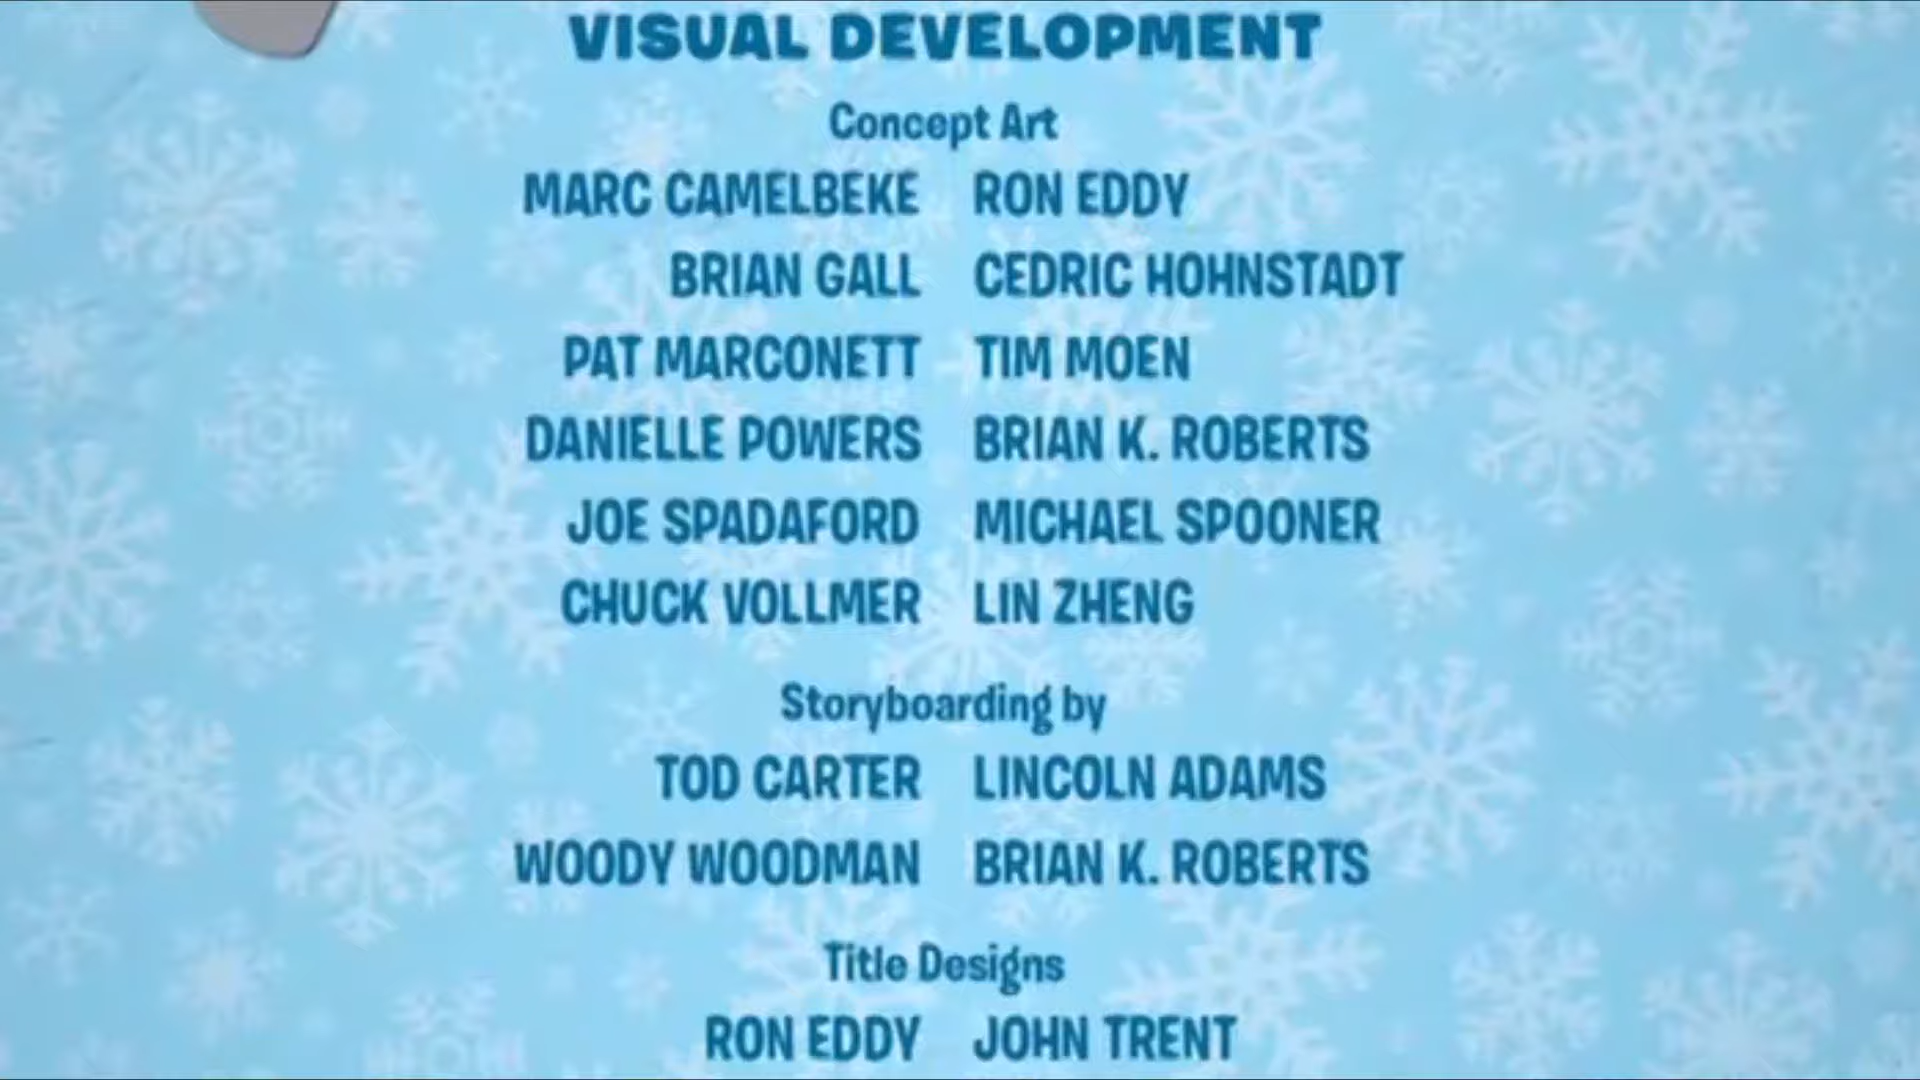 VISUAL DEVELOPMENT
Concept Art
MARC CAMELBEKE RON EDDY
BRIAN GALL CEDRIC HOHNSTADT
PAT MARCONETT TIM MOEN
DANIELLE POWERS BRIAN K. ROBERTS
JOE SPADAFORD MICHAEL SPOONER
CHUCK VOLLMER LIN ZHENG
Storyboarding by
TOD CARTER LINCOLN ADAMS
WOODY WOODMAN BRIAN K. ROBERTS
Title Designs
RON EDDY JOHN TRENT